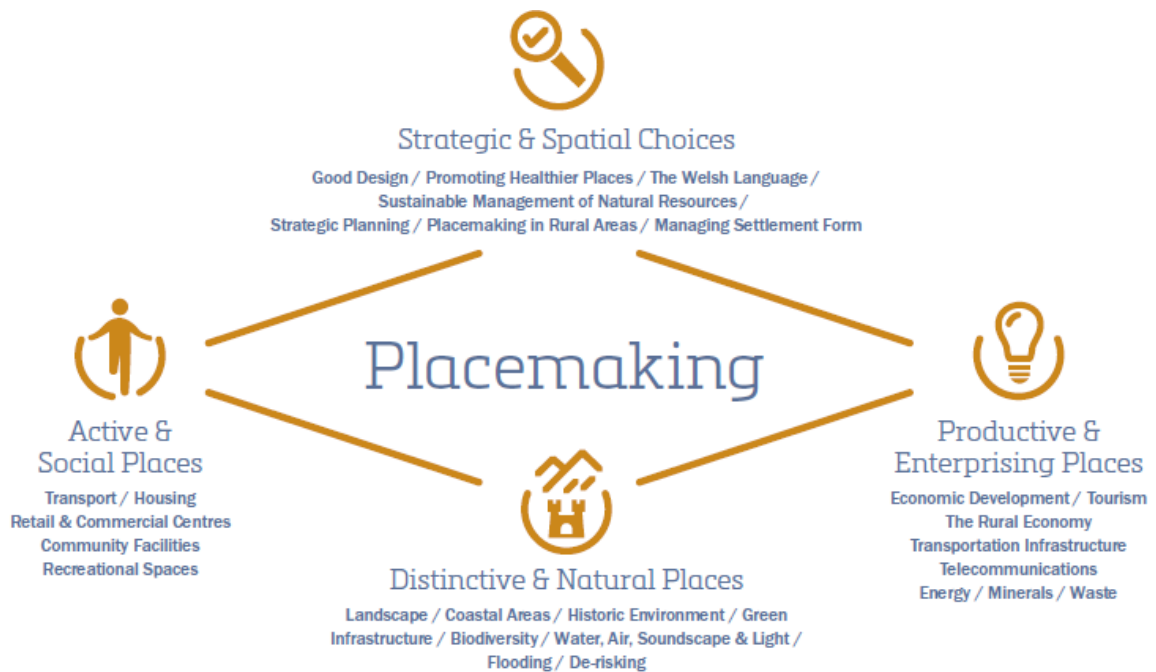 Strategic & Spatial Choices
Good Design / Promoting Healthier Places / The Welsh Language /
Sustainable Management of Natural Resources /
Strategic Planning / Placemaking in Rural Areas / Managing Settlement Form
Placemaking
Active &
Social Places
Transport / Housing
Retail & Commercial Centres
Community Facilities
Recreational Spaces
Productive &
Enterprising Places
Economic Development / Tourism
The Rural Economy
Transportation Infrastructure
Telecommunications
Energy / Minerals / Waste
Distinctive & Natural Places
Landscape / Coastal Areas / Historic Environment / Green
Infrastructure / Biodiversity / Water, Air, Soundscape & Light /
Flooding / De-risking